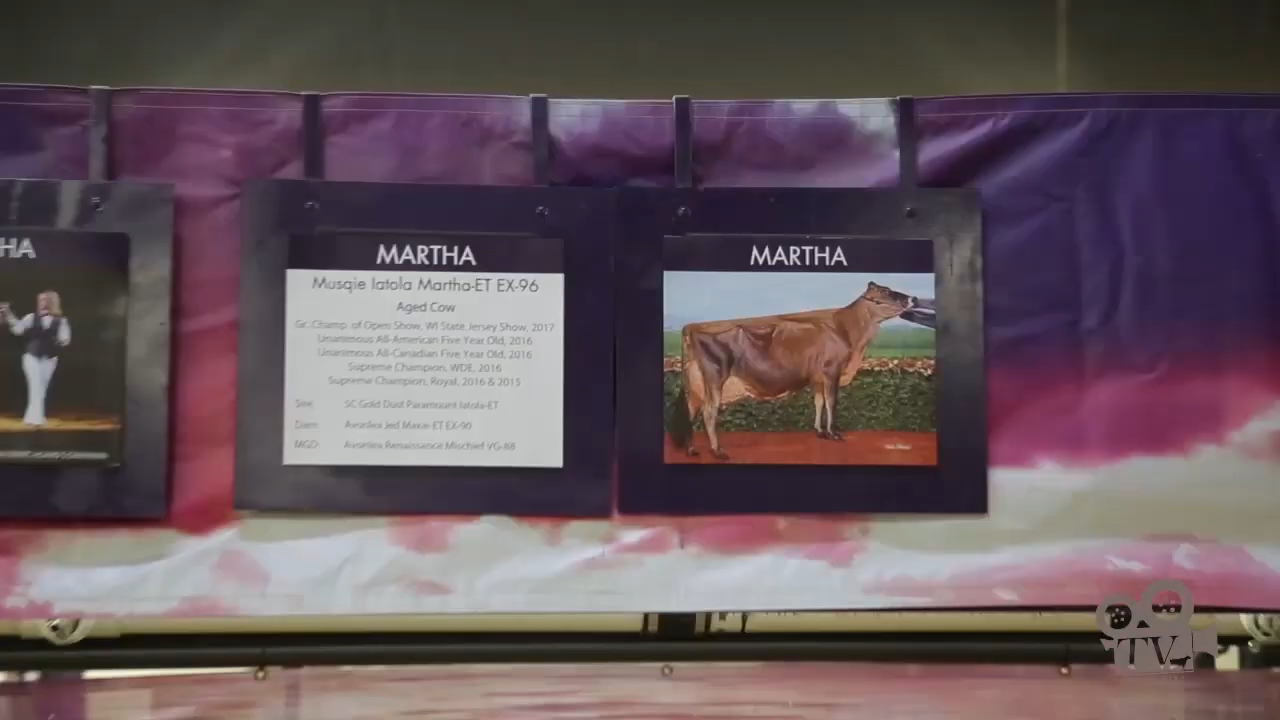 HA
MARTHA
Musqie Iatola Martha-ET EX-96
Aged Cow
Gr. Champ. of Open Show, WI State Jersey Show, 2017
Unanimous All-American Five Year Old, 2016
Unanimous All-Canadian Five Year Old, 2016
Supreme Champion, WDE, 2016
Supreme Champion, Royal, 2016 & 2015
Sire: SC Gold Dust Paramount Iatola-ET
Dam: Avonlea Jed Maxie-ET EX-90
MGD: Avonlea Renaissance Mischief VG-88
MARTHA
TV